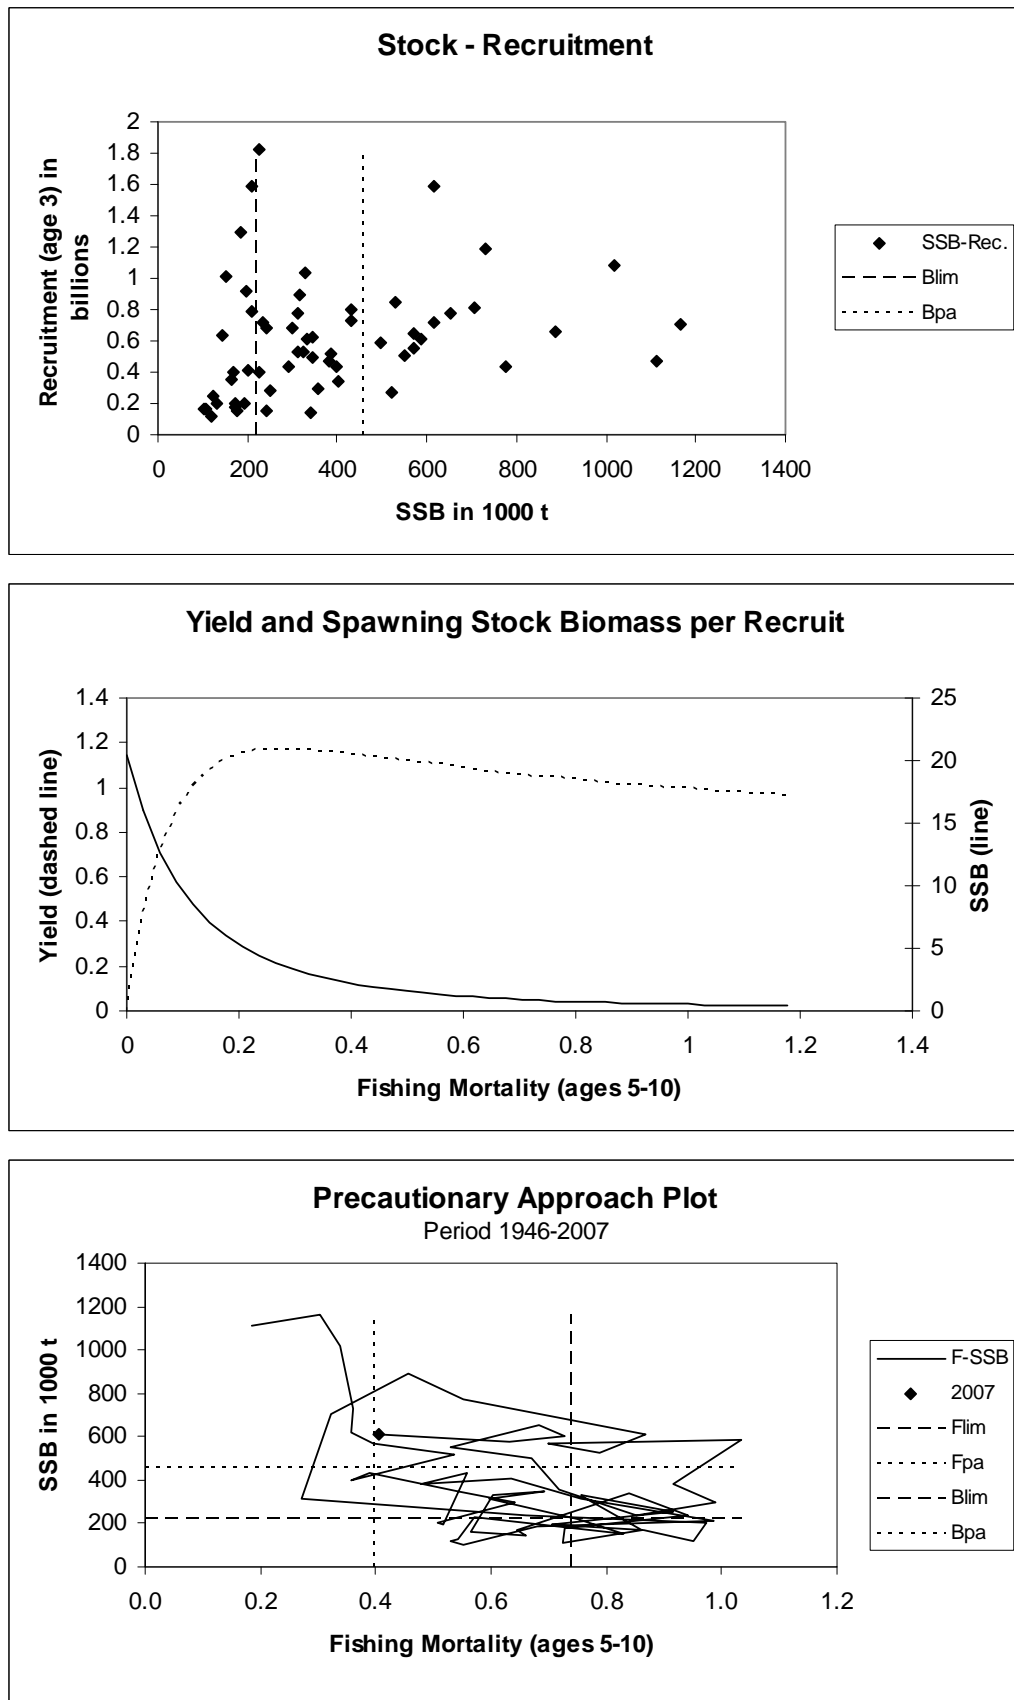 Stock - Recruitment
Recruitment (age 3) in
billions
2
1.8
1.6
1.4
1.2
1
0.8
0.6
0.4
0.2
0
0 200 400 600 800 1000 1200 1400
SSB in 1000 t
SSB-Rec.
Blim
Bpa
Yield and Spawning Stock Biomass per Recruit
Yield (dashed line)
1.4
1.2
1
0.8
0.6
0.4
0.2
0
25
20
15
10
5
0
SSB (line)
0 0.2 0.4 0.6 0.8 1 1.2 1.4
Fishing Mortality (ages 5-10)
Precautionary Approach Plot
Period 1946-2007
SSB in 1000 t
1400
1200
1000
800
600
400
200
0
0.0 0.2 0.4 0.6 0.8 1.0 1.2
Fishing Mortality (ages 5-10)
F-SSB
2007
Flim
Fpa
Blim
Bpa